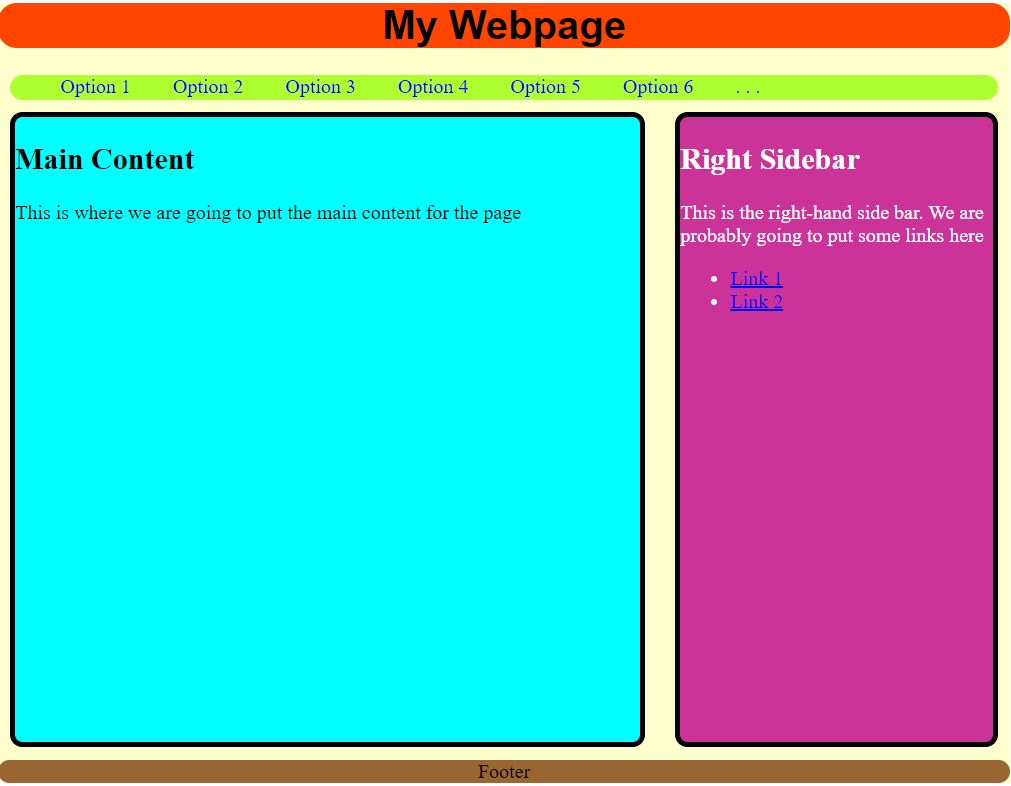 My Webpage
Option 1 Option 2 Option 3 Option 4 Option 5 Option 6 . . .
Main Content
This is where we are going to put the main content for the page
Right Sidebar
This is the right-hand side bar. We are
probably going to put some links here
Link 1
Link 2
Footer